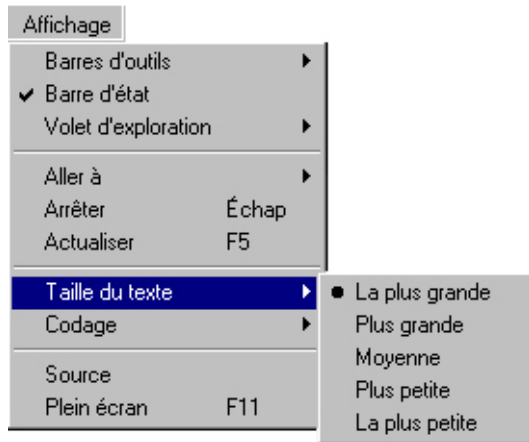 Affichage
Barres d'outils
Barre d'état
Volet d'exploration
Aller à
Arrêter Échap
Actualiser F5
Taille du texte
Codage
Source
Plein écran F11
La plus grande
Plus grande
Moyenne
Plus petite
La plus petite